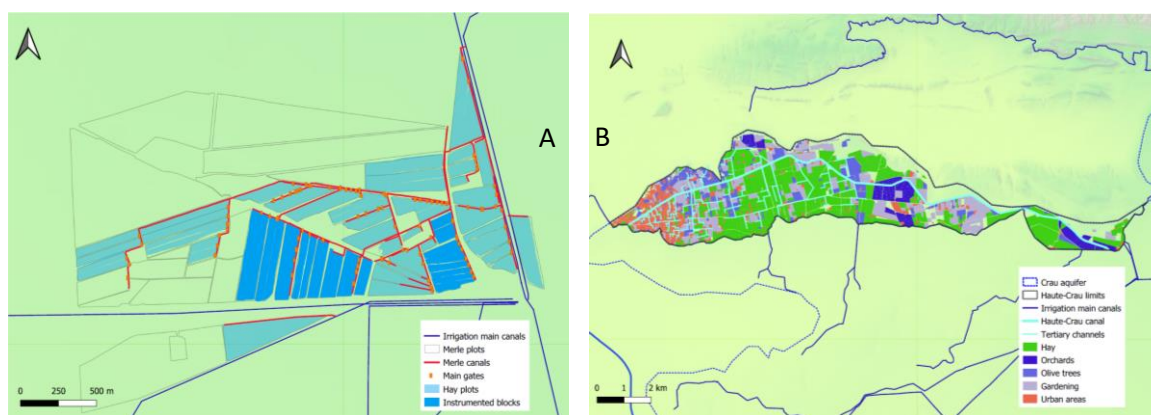 A
Irrigation main canals
Merle plots
Merle canals
Main gates
Hay plots
Instrumented blocks
0 250 500 m
B
Crau aquifer
Haute-Crau limits
Irrigation main canals
Haute-Crau canal
Tertiary channels
Hay
Orchards
Olive trees
Gardening
Urban areas
0 1 2 km